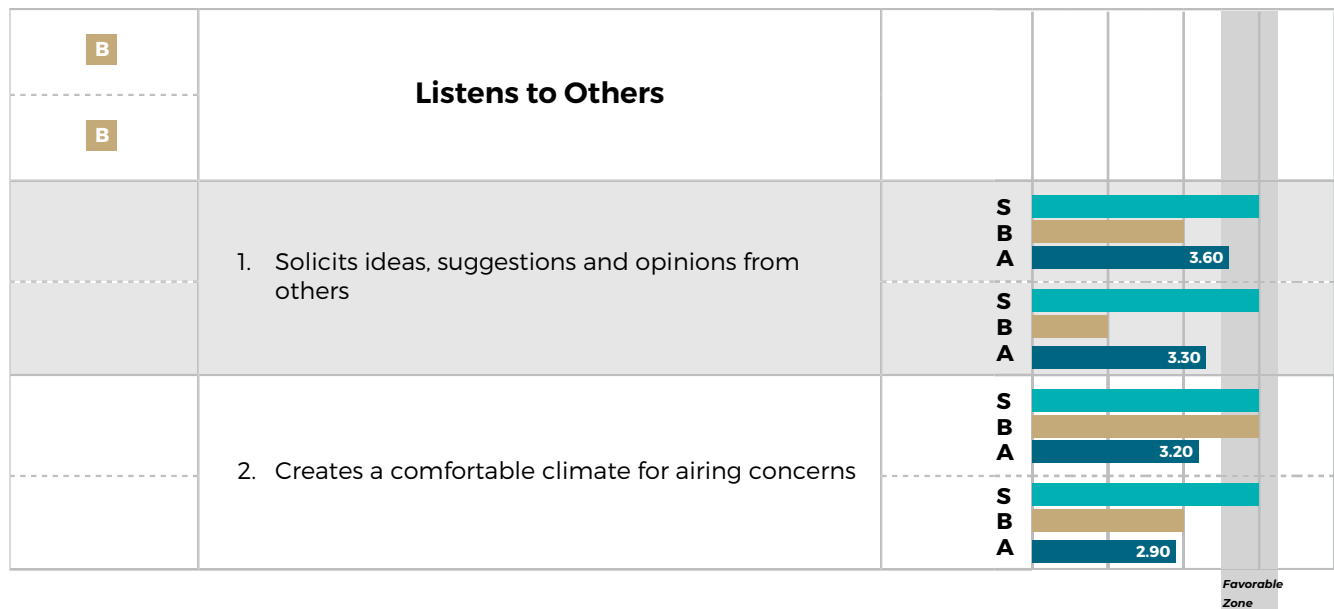 B
Listens to Others
B
S
B
A 3.60
1. Solicits ideas, suggestions and opinions from
others
S
B
A 3.30
S
B
A 3.20
2. Creates a comfortable climate for airing concerns
S
B
A 2.90
Favorable
Zone